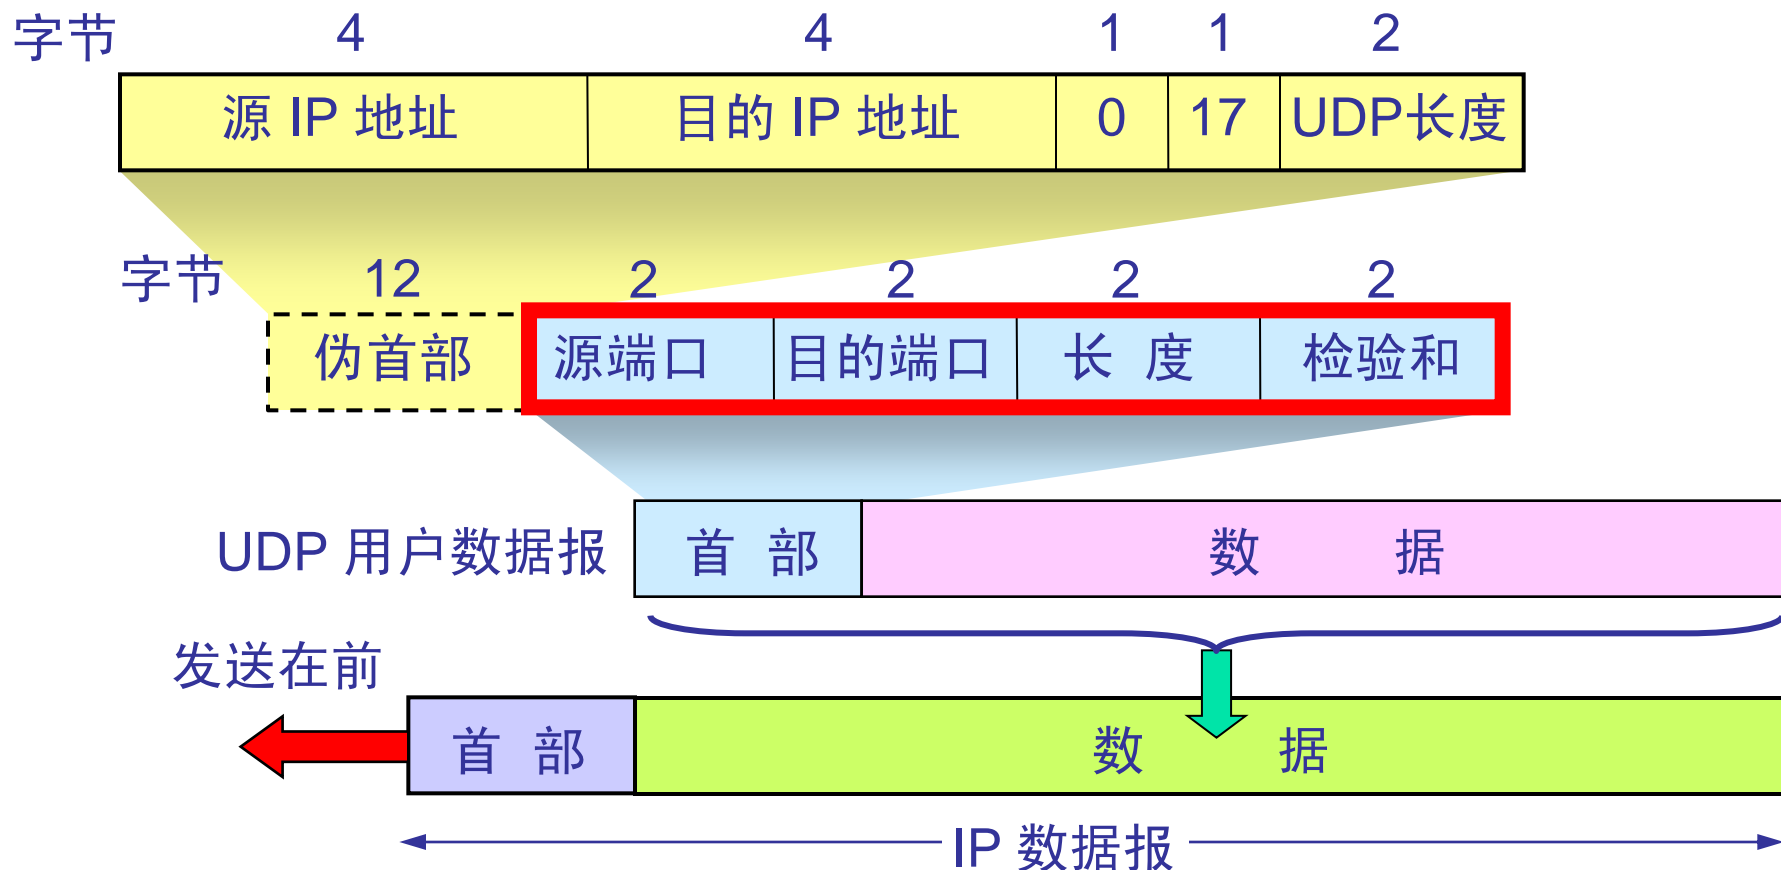 字节 4 4 1 1 2
源 IP 地址 目的 IP 地址 0 17 UDP长度
字节 12 2 2 2 2
伪首部 源端口 目的端口 长 度 检验和
UDP 用户数据报 首 部 数 据
发送在前
首 部 数 据
IP 数据报